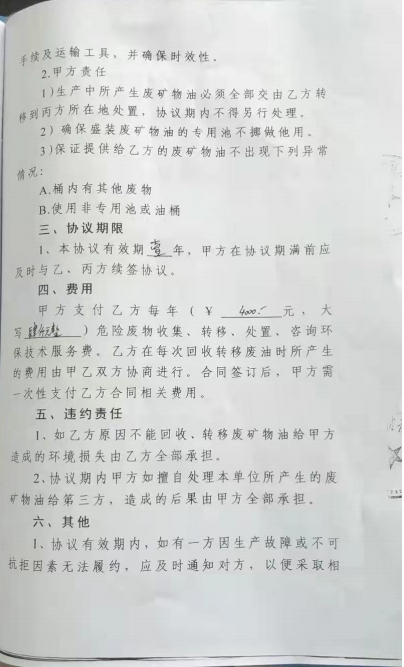 手续及运输工具，并确保时效性．
2.甲方责任
1)生产中所产生废矿物油必须全部交由乙方转
移到丙方所在地处置，协议期内不得另行处理。
2）确保盛装废矿物油的专用池不挪做他用。
3)保证提供给乙方的废矿物油不出现下列异常
情况：
A.桶内有其他废物
B.使用非专用池或油桶
三、协议期限
1、本协议有效期 壹 年，甲方在协议期满前应
及时与乙、丙方续签协议。
四、费用
甲方支付乙方每年（￥ 4000.- 元，大
写 肆仟元整 ）危险废物收集、转移、处置、咨询环
保技术服务费。乙方在每次回收转移废油时所产生
的费用由甲乙双方协商进行。合同签订后，甲方需
一次性支付乙方合同相关费用。
五、违约责任
1、如乙方原因不能回收、转移废矿物油给甲方
造成的环境损失由乙方全部承担。
2、协议期内甲方如擅自处理本单位所产生的废
矿物油给第三方，造成的后果由甲方全部承担。
六、其他
1、协议有效期内，如有一方因生产故障或不可
抗拒因素无法履约，应及时通知对方，以便采取相